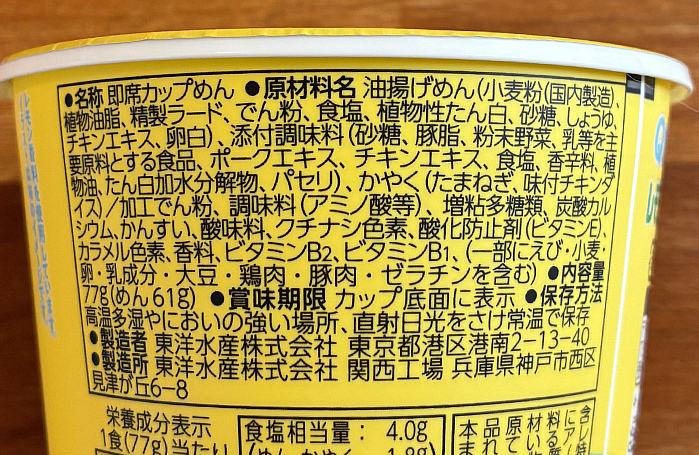 ●名称 即席カップめん ●原材料名 油揚げめん(小麦粉(国内製造)、
植物油脂、精製ラード、でん粉、食塩、植物性たん白、砂糖、しょうゆ、
チキンエキス、卵白)、添付調味料(砂糖、豚脂、粉末野菜、乳等を主
要原料とする食品、ポークエキス、チキンエキス、食塩、香辛料、植
物油、たん白加水分解物、パセリ)、かやく(たまねぎ、味付チキンダ
イス)/加工でん粉、調味料(アミノ酸等)、増粘多糖類、炭酸カル
シウム、かんすい、酸味料、クチナシ色素、酸化防止剤(ビタミンE)、
カラメル色素、香料、ビタミンB2、ビタミンB1、(一部にえび・小麦・
卵・乳成分・大豆・鶏肉・豚肉・ゼラチンを含む) ●内容量
77g(めん61g) ●賞味期限 カップ底面に表示 ●保存方法
高温多湿やにおいの強い場所、直射日光をさけ常温で保存
●製造者 東洋水産株式会社 東京都港区港南2-13-40
●製造所 東洋水産株式会社 関西工場 兵庫県神戸市西区
見津が丘6-8
栄養成分表示
1食(77g)当たり
食塩相当量: 4.0g